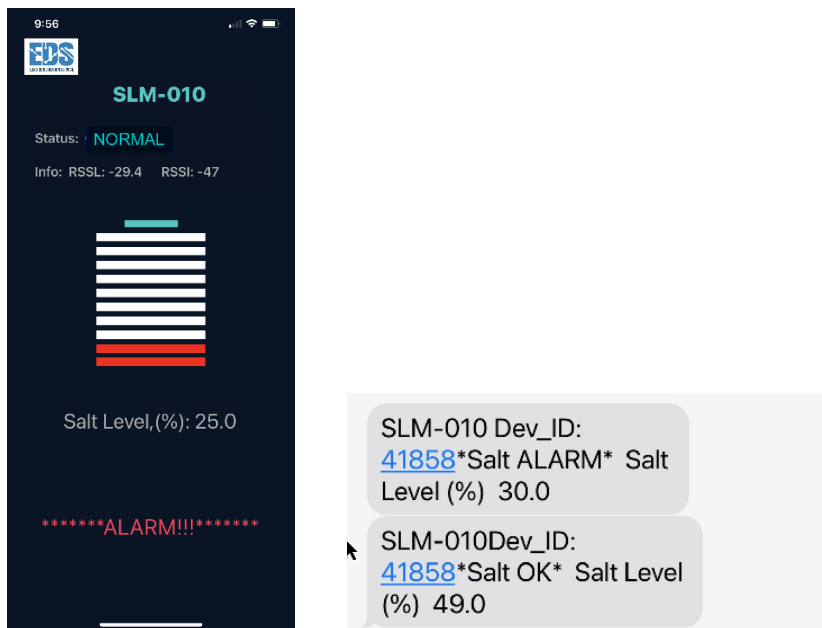 9:56
EDS
SLM-010
Status: NORMAL
Info: RSSL: -29.4 RSSI: -47
Salt Level,(%): 25.0
*******ALARM!!!*******
SLM-010 Dev_ID:
41858*Salt ALARM* Salt
Level (%) 30.0
SLM-010Dev_ID:
41858*Salt OK* Salt Level
(%) 49.0